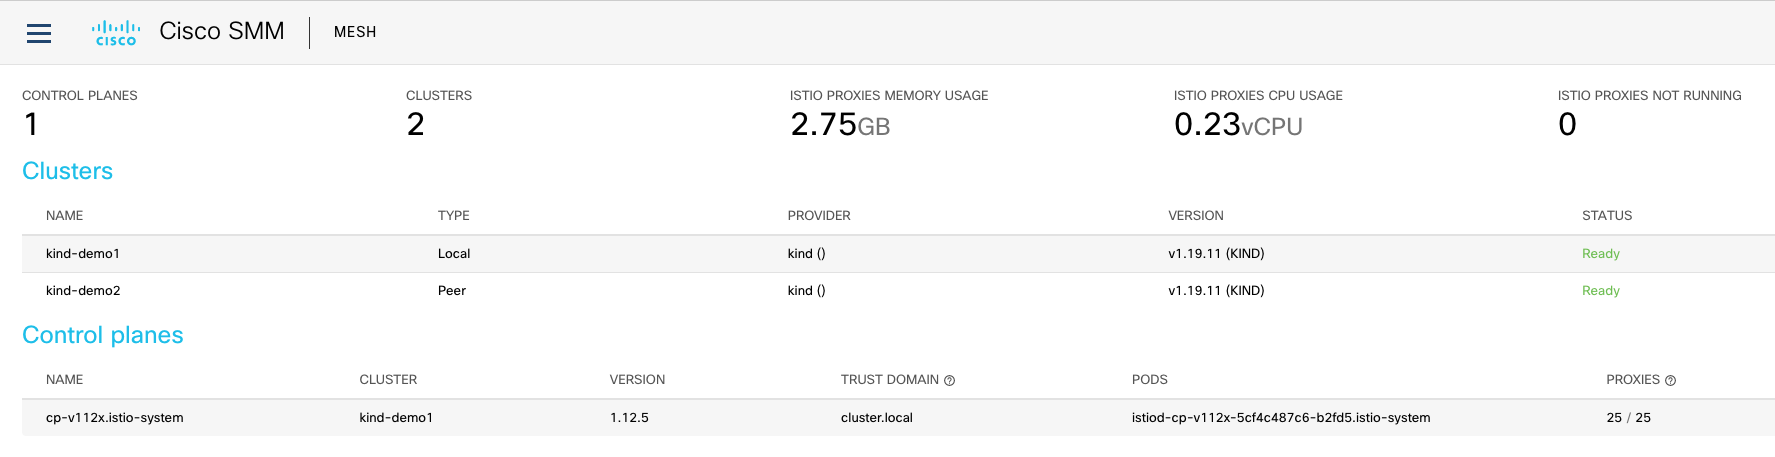 CISCO Cisco SMM MESH
CONTROL PLANES CLUSTERS ISTIO PROXIES MEMORY USAGE ISTIO PROXIES CPU USAGE ISTIO PROXIES NOT RUNNING
1 2 2.75GB 0.23vCPU 0
Clusters
NAME TYPE PROVIDER VERSION STATUS
kind-demo1 Local kind () v1.19.11 (KIND) Ready
kind-demo2 Peer kind () v1.19.11 (KIND) Ready
Control planes
NAME CLUSTER VERSION TRUST DOMAIN ? PODS PROXIES ?
cp-v112x.istio-system kind-demo1 1.12.5 cluster.local istiod-cp-v112x-5cf4c487c6-b2fd5.istio-system 25 / 25